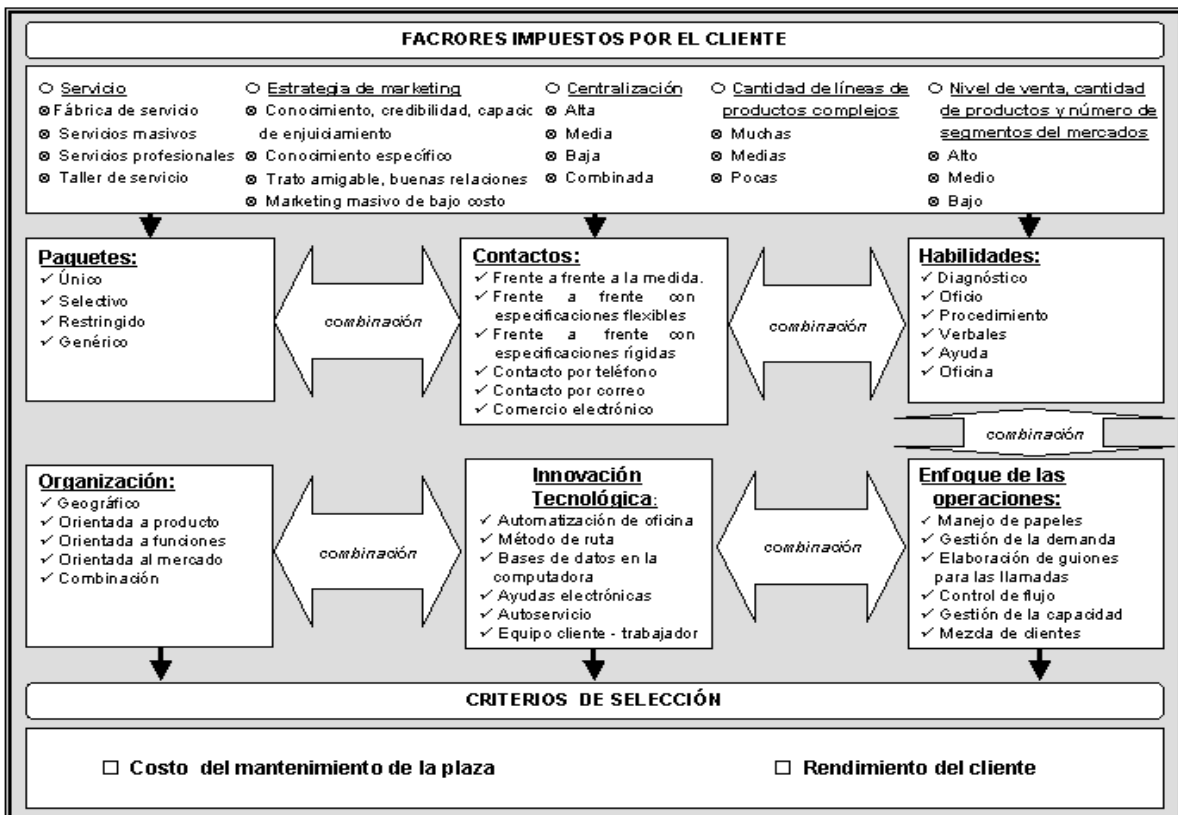 FACRORES IMPUESTOS POR EL CLIENTE
○ Servicio
⊗ Fábrica de servicio
⊗ Servicios masivos
⊗ Servicios profesionales
⊗ Taller de servicio
○ Estrategia de marketing
⊗ Conocimiento, credibilidad, capacic
de enjuiciamiento
⊗ Conocimiento específico
⊗ Trato amigable, buenas relaciones
⊗ Marketing masivo de bajo costo
○ Centralización
⊗ Alta
⊗ Media
⊗ Baja
⊗ Combinada
○ Cantidad de líneas de
productos complejos
⊗ Muchas
⊗ Medias
⊗ Pocas
○ Nivel de venta, cantidad
de productos y número de
segmentos del mercados
⊗ Alto
⊗ Medio
⊗ Bajo
Paquetes:
✓ Único
✓ Selectivo
✓ Restringido
✓ Genérico
combinación
Contactos:
✓ Frente a frente a la medida.
✓ Frente a frente con
especificaciones flexibles
✓ Frente a frente con
especificaciones rígidas
✓ Contacto por teléfono
✓ Contacto por correo
✓ Comercio electrónico
combinación
Habilidades:
✓ Diagnóstico
✓ Oficio
✓ Procedimiento
✓ Verbales
✓ Ayuda
✓ Oficina
combinación
Organización:
✓ Geográfico
✓ Orientada a producto
✓ Orientada a funciones
✓ Orientada al mercado
✓ Combinación
combinación
Innovación
Tecnológica:
✓ Automatización de oficina
✓ Método de ruta
✓ Bases de datos en la
computadora
✓ Ayudas electrónicas
✓ Autoservicio
✓ Equipo cliente - trabajador
combinación
Enfoque de las
operaciones:
✓ Manejo de papeles
✓ Gestión de la demanda
✓ Elaboración de guiones
para las llamadas
✓ Control de flujo
✓ Gestión de la capacidad
✓ Mezcla de clientes
CRITERIOS DE SELECCIÓN
□ Costo del mantenimiento de la plaza
□ Rendimiento del cliente